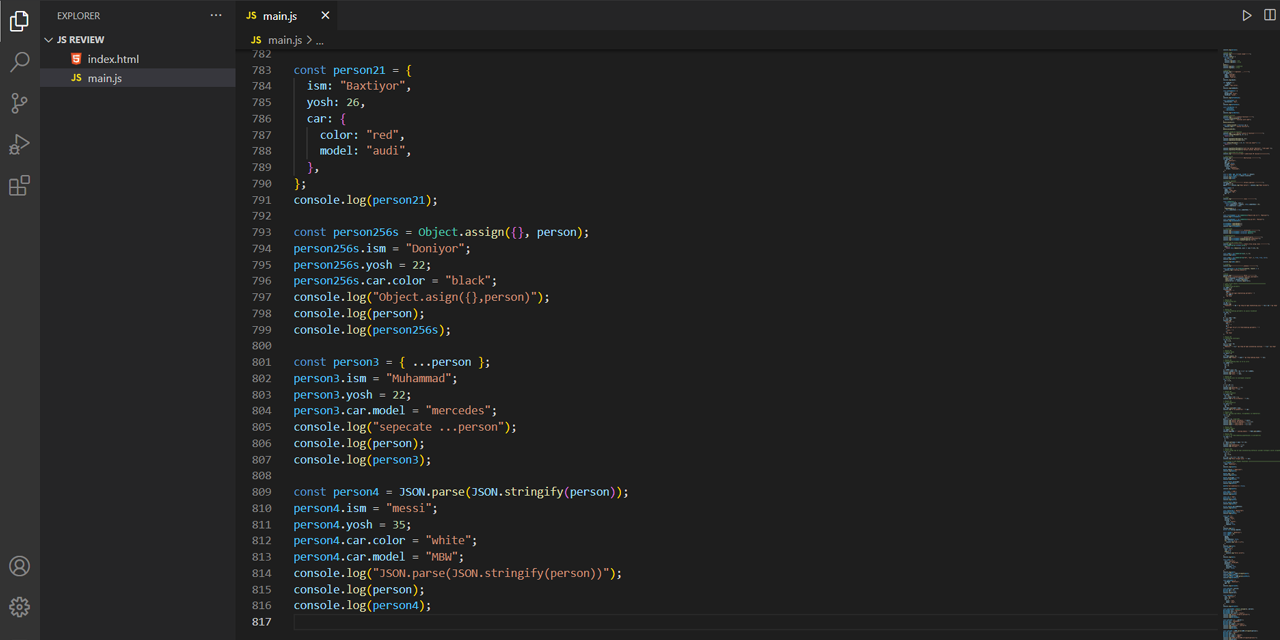 EXPLORER
JS REVIEW
index.html
JS main.js
JS main.js
JS main.js > ...
782
783 const person21 = {
784 ism: "Baxtiyor",
785 yosh: 26,
786 car: {
787 color: "red",
788 model: "audi",
789 },
790 };
791 console.log(person21);
792
793 const person256s = Object.assign({}, person);
794 person256s.ism = "Doniyor";
795 person256s.yosh = 22;
796 person256s.car.color = "black";
797 console.log("Object.asign({},person)");
798 console.log(person);
799 console.log(person256s);
800
801 const person3 = { ...person };
802 person3.ism = "Muhammad";
803 person3.yosh = 22;
804 person3.car.model = "mercedes";
805 console.log("sepecate ...person");
806 console.log(person);
807 console.log(person3);
808
809 const person4 = JSON.parse(JSON.stringify(person));
810 person4.ism = "messi";
811 person4.yosh = 35;
812 person4.car.color = "white";
813 person4.car.model = "MBW";
814 console.log("JSON.parse(JSON.stringify(person))");
815 console.log(person);
816 console.log(person4);
817